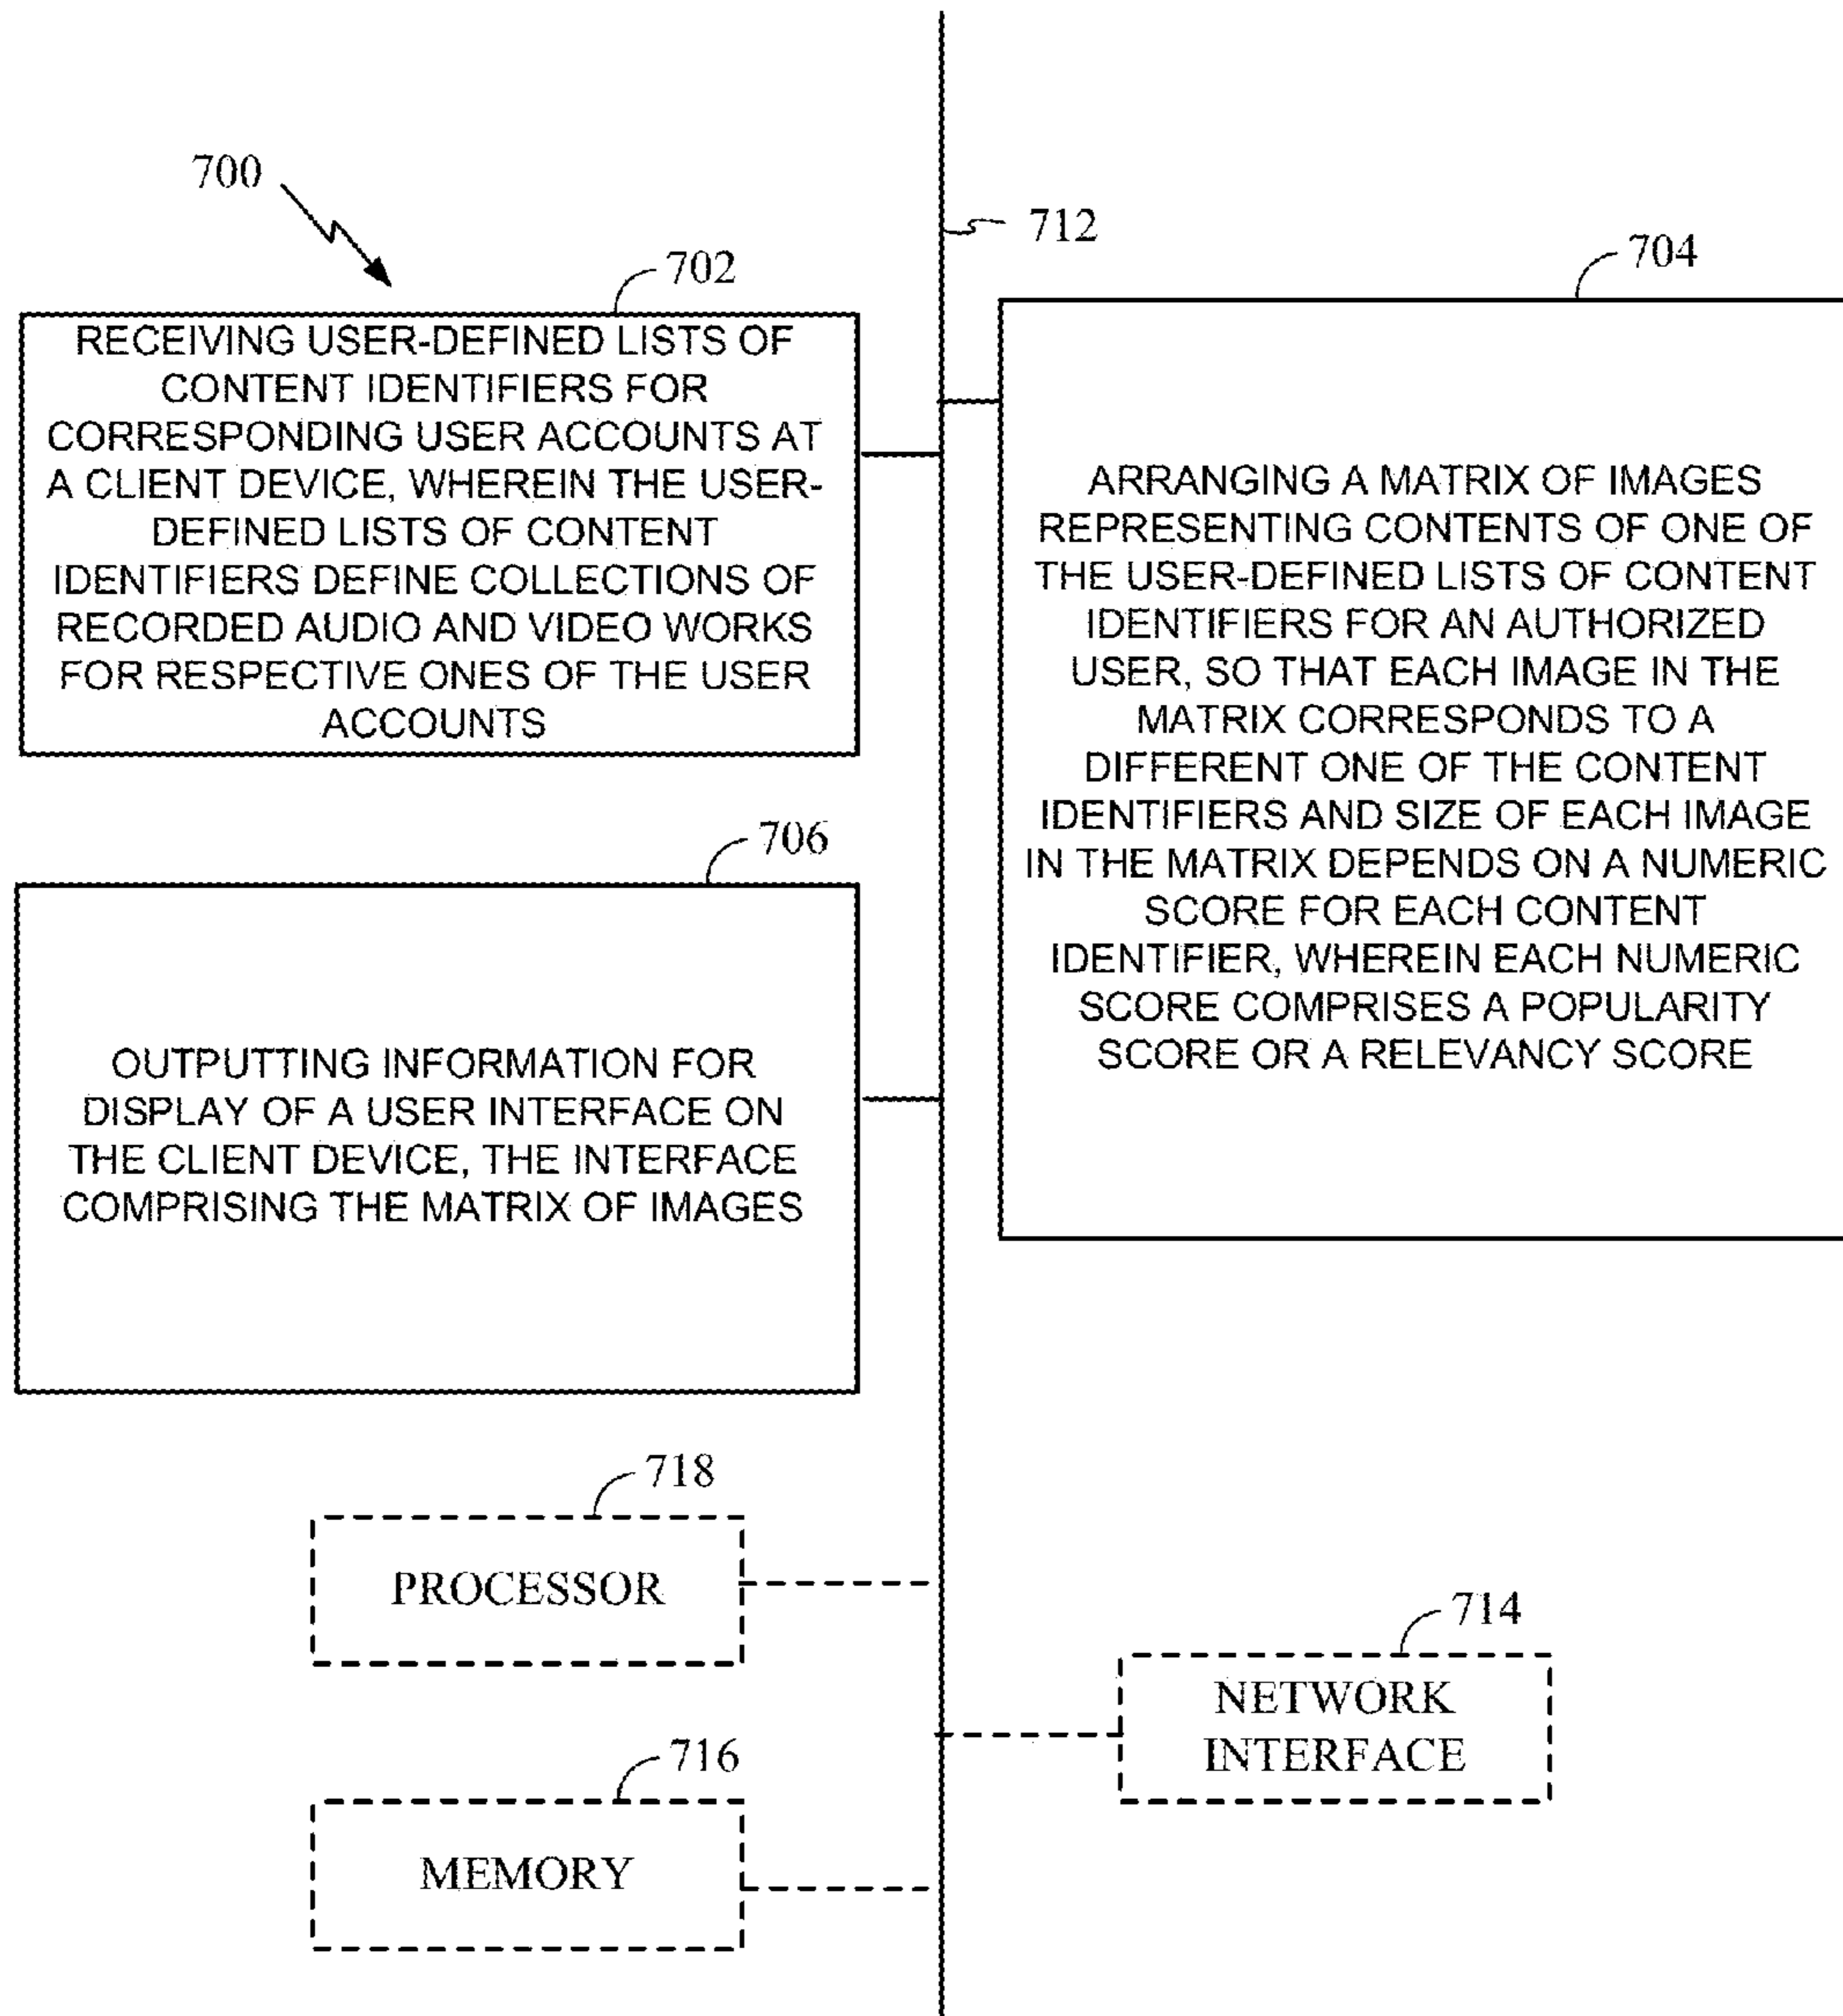 700
712
702
RECEIVING USER-DEFINED LISTS OF
CONTENT IDENTIFIERS FOR
CORRESPONDING USER ACCOUNTS AT
A CLIENT DEVICE, WHEREIN THE USER-
DEFINED LISTS OF CONTENT
IDENTIFIERS DEFINE COLLECTIONS OF
RECORDED AUDIO AND VIDEO WORKS
FOR RESPECTIVE ONES OF THE USER
ACCOUNTS
704
ARRANGING A MATRIX OF IMAGES
REPRESENTING CONTENTS OF ONE OF
THE USER-DEFINED LISTS OF CONTENT
IDENTIFIERS FOR AN AUTHORIZED
USER, SO THAT EACH IMAGE IN THE
MATRIX CORRESPONDS TO A
DIFFERENT ONE OF THE CONTENT
IDENTIFIERS AND SIZE OF EACH IMAGE
IN THE MATRIX DEPENDS ON A NUMERIC
SCORE FOR EACH CONTENT
IDENTIFIER, WHEREIN EACH NUMERIC
SCORE COMPRISES A POPULARITY
SCORE OR A RELEVANCY SCORE
706
OUTPUTTING INFORMATION FOR
DISPLAY OF A USER INTERFACE ON
THE CLIENT DEVICE, THE INTERFACE
COMPRISING THE MATRIX OF IMAGES
718
PROCESSOR
714
NETWORK
INTERFACE
716
MEMORY